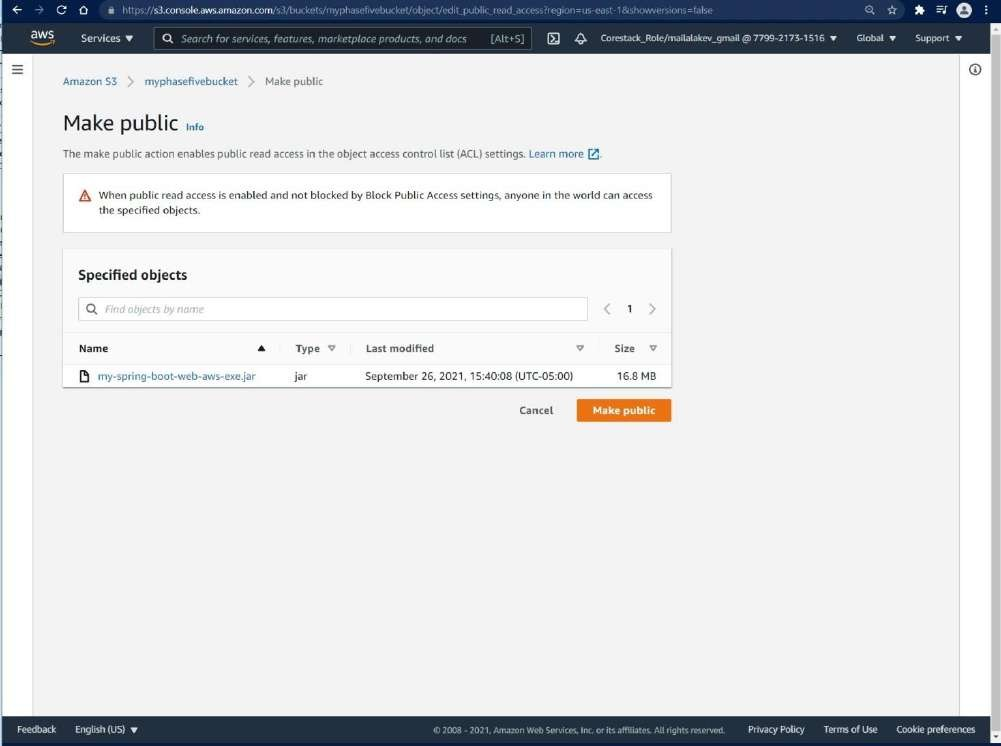 https://s3.console.aws.amazon.com/s3/buckets/myphasefivebucket/object/edit_public_read_access?region=us-east-1&showversions=false
aws Services ▼ Search for services, features, marketplace products, and docs [Alt+S] Corestack_Role/mailalakev_gmail @ 7799-2173-1516 ▼ Global ▼ Support ▼
Amazon S3 > myphasefivebucket > Make public
Make public Info
The make public action enables public read access in the object access control list (ACL) settings. Learn more
When public read access is enabled and not blocked by Block Public Access settings, anyone in the world can access
the specified objects.
Specified objects
Find objects by name < 1 >
Name Type Last modified Size
my-spring-boot-web-aws-exe.jar jar September 26, 2021, 15:40:08 (UTC-05:00) 16.8 MB
Cancel Make public
Feedback English (US) ▼ © 2008 - 2021, Amazon Web Services, Inc. or its affiliates. All rights reserved. Privacy Policy Terms of Use Cookie preferences